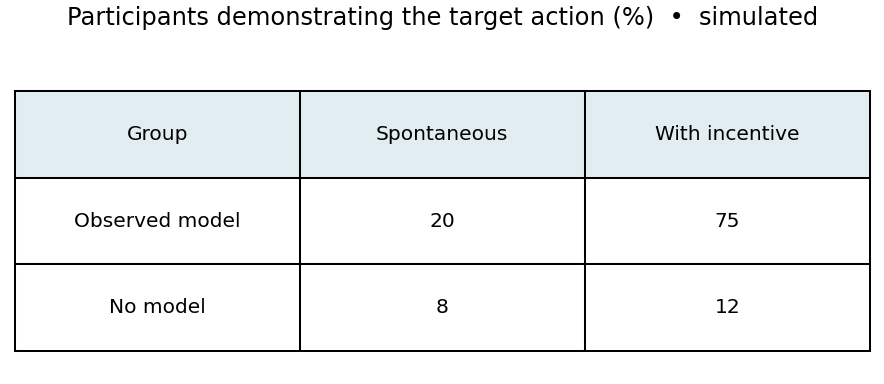 Participants demonstrating the target action (%) • simulated
Group Spontaneous With incentive
Observed model 20 75
No model 8 12